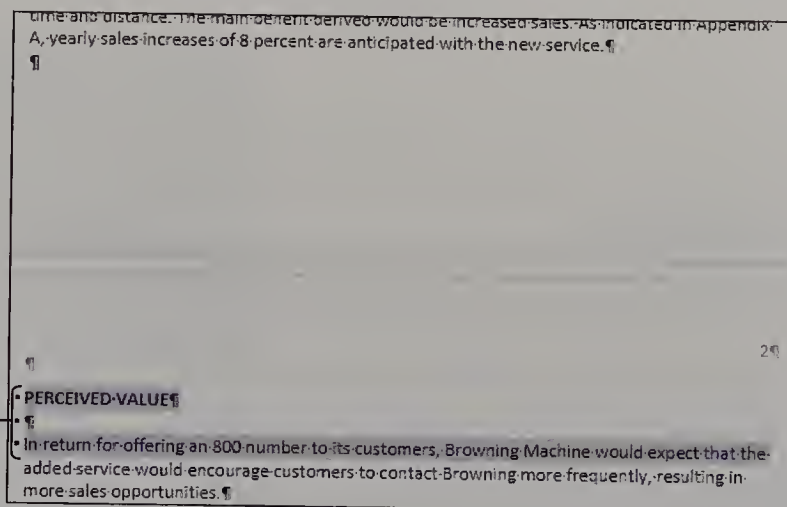 time and distance. The main benefit derived would be increased sales. As indicated in Appendix
A, yearly sales increases of 8 percent are anticipated with the new service.¶
¶
2¶
¶
PERCEIVED VALUE¶
¶
In return for offering an 800 number to its customers, Browning Machine would expect that the
added service would encourage customers to contact Browning more frequently, resulting in
more sales opportunities.¶